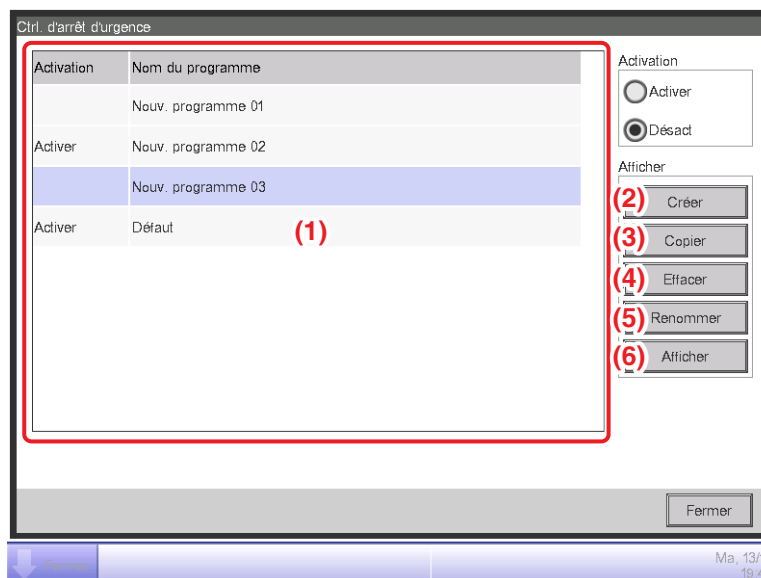 Ctrl. d'arrêt d'urgence
Activation Nom du programme
Nouv. programme 01
Activer Nouv. programme 02
Nouv. programme 03
Activer Défaut
(1)
Activation
Activer
Désact
Afficher
(2) Créer
(3) Copier
(4) Effacer
(5) Renommer
(6) Afficher
Fermer
Ma, 13/